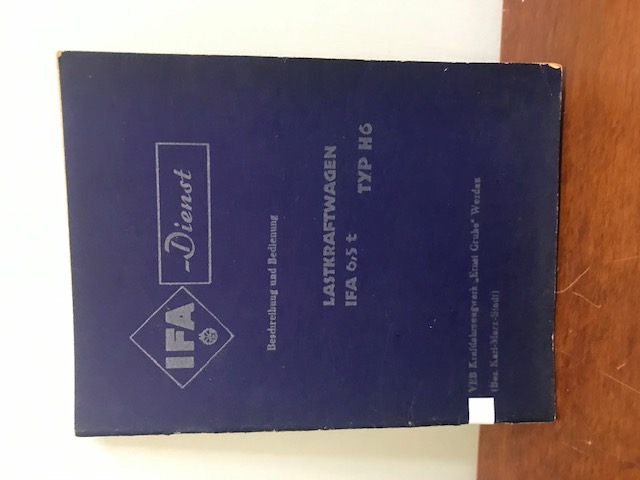 IFA
-Dienst
Beschreibung und Bedienung
LASTKRAFTWAGEN
IFA 6,5 t TYP H6
VEB Kraftfahrzeugwerk „Ernst Grube” Werdau
(Bez. Karl-Marx-Stadt)